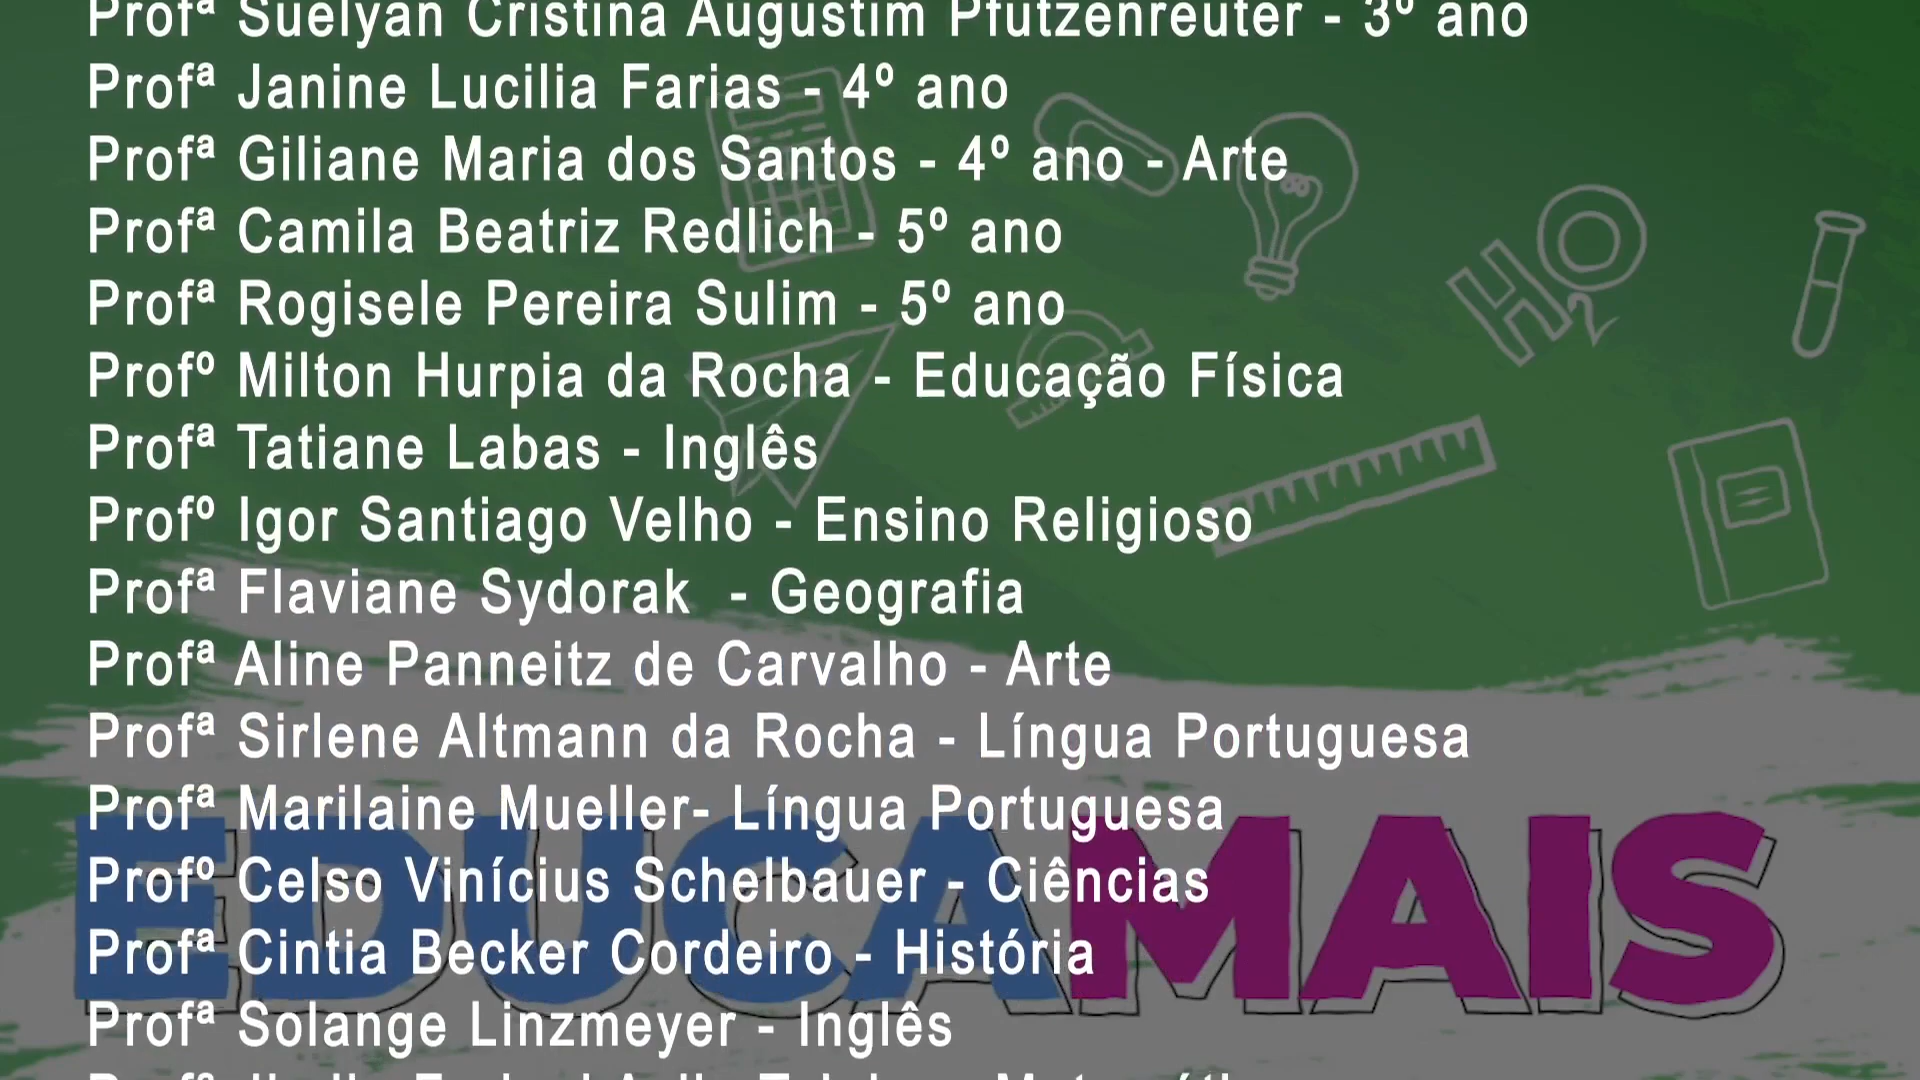 Profª Suelyan Cristina Augustim Pfutzenreuter - 3º ano
Profª Janine Lucilia Farias - 4º ano
Profª Giliane Maria dos Santos - 4º ano - Arte
Profª Camila Beatriz Redlich - 5º ano
Profª Rogisele Pereira Sulim - 5º ano
Profº Milton Hurpia da Rocha - Educação Física
Profª Tatiane Labas - Inglês
Profº Igor Santiago Velho - Ensino Religioso
Profª Flaviane Sydorak - Geografia
Profª Aline Panneitz de Carvalho - Arte
Profª Sirlene Altmann da Rocha - Língua Portuguesa
Profª Marilaine Mueller- Língua Portuguesa
Profº Celso Vinícius Schelbauer - Ciências
Profª Cintia Becker Cordeiro - História
Profª Solange Linzmeyer - Inglês
H2O
EDUCAMAIS